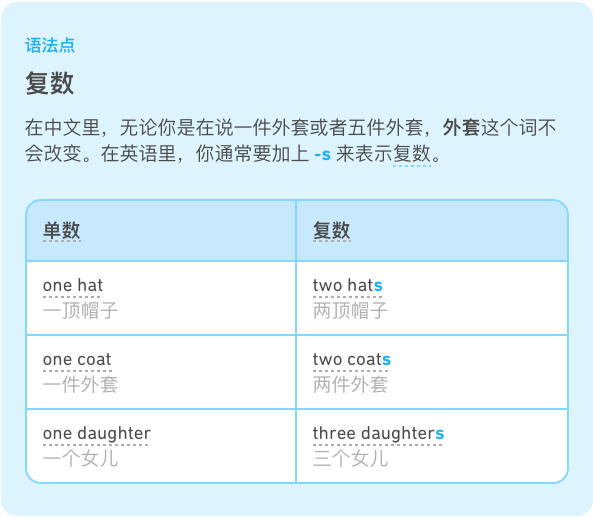 语法点
复数
在中文里，无论你是在说一件外套或者五件外套，外套这个词不
会改变。在英语里，你通常要加上 -s 来表示复数。
单数
复数
one hat
一顶帽子
two hats
两顶帽子
one coat
一件外套
two coats
两件外套
one daughter
一个女儿
three daughters
三个女儿